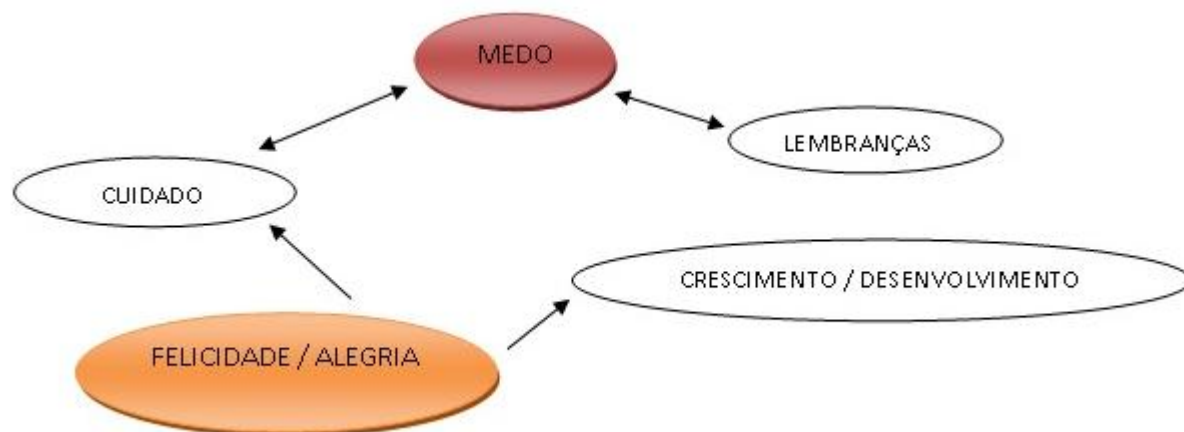 MEDO
LEMBRANÇAS
CUIDADO
CRESCIMENTO / DESENVOLVIMENTO
FELICIDADE / ALEGRIA